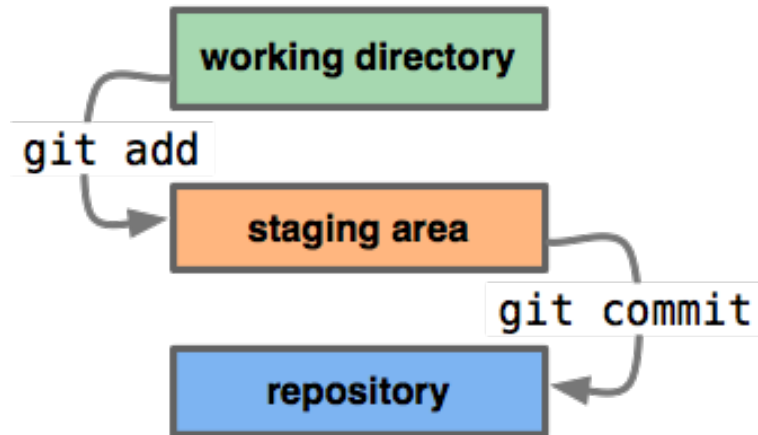 working directory
git add
staging area
git commit
repository